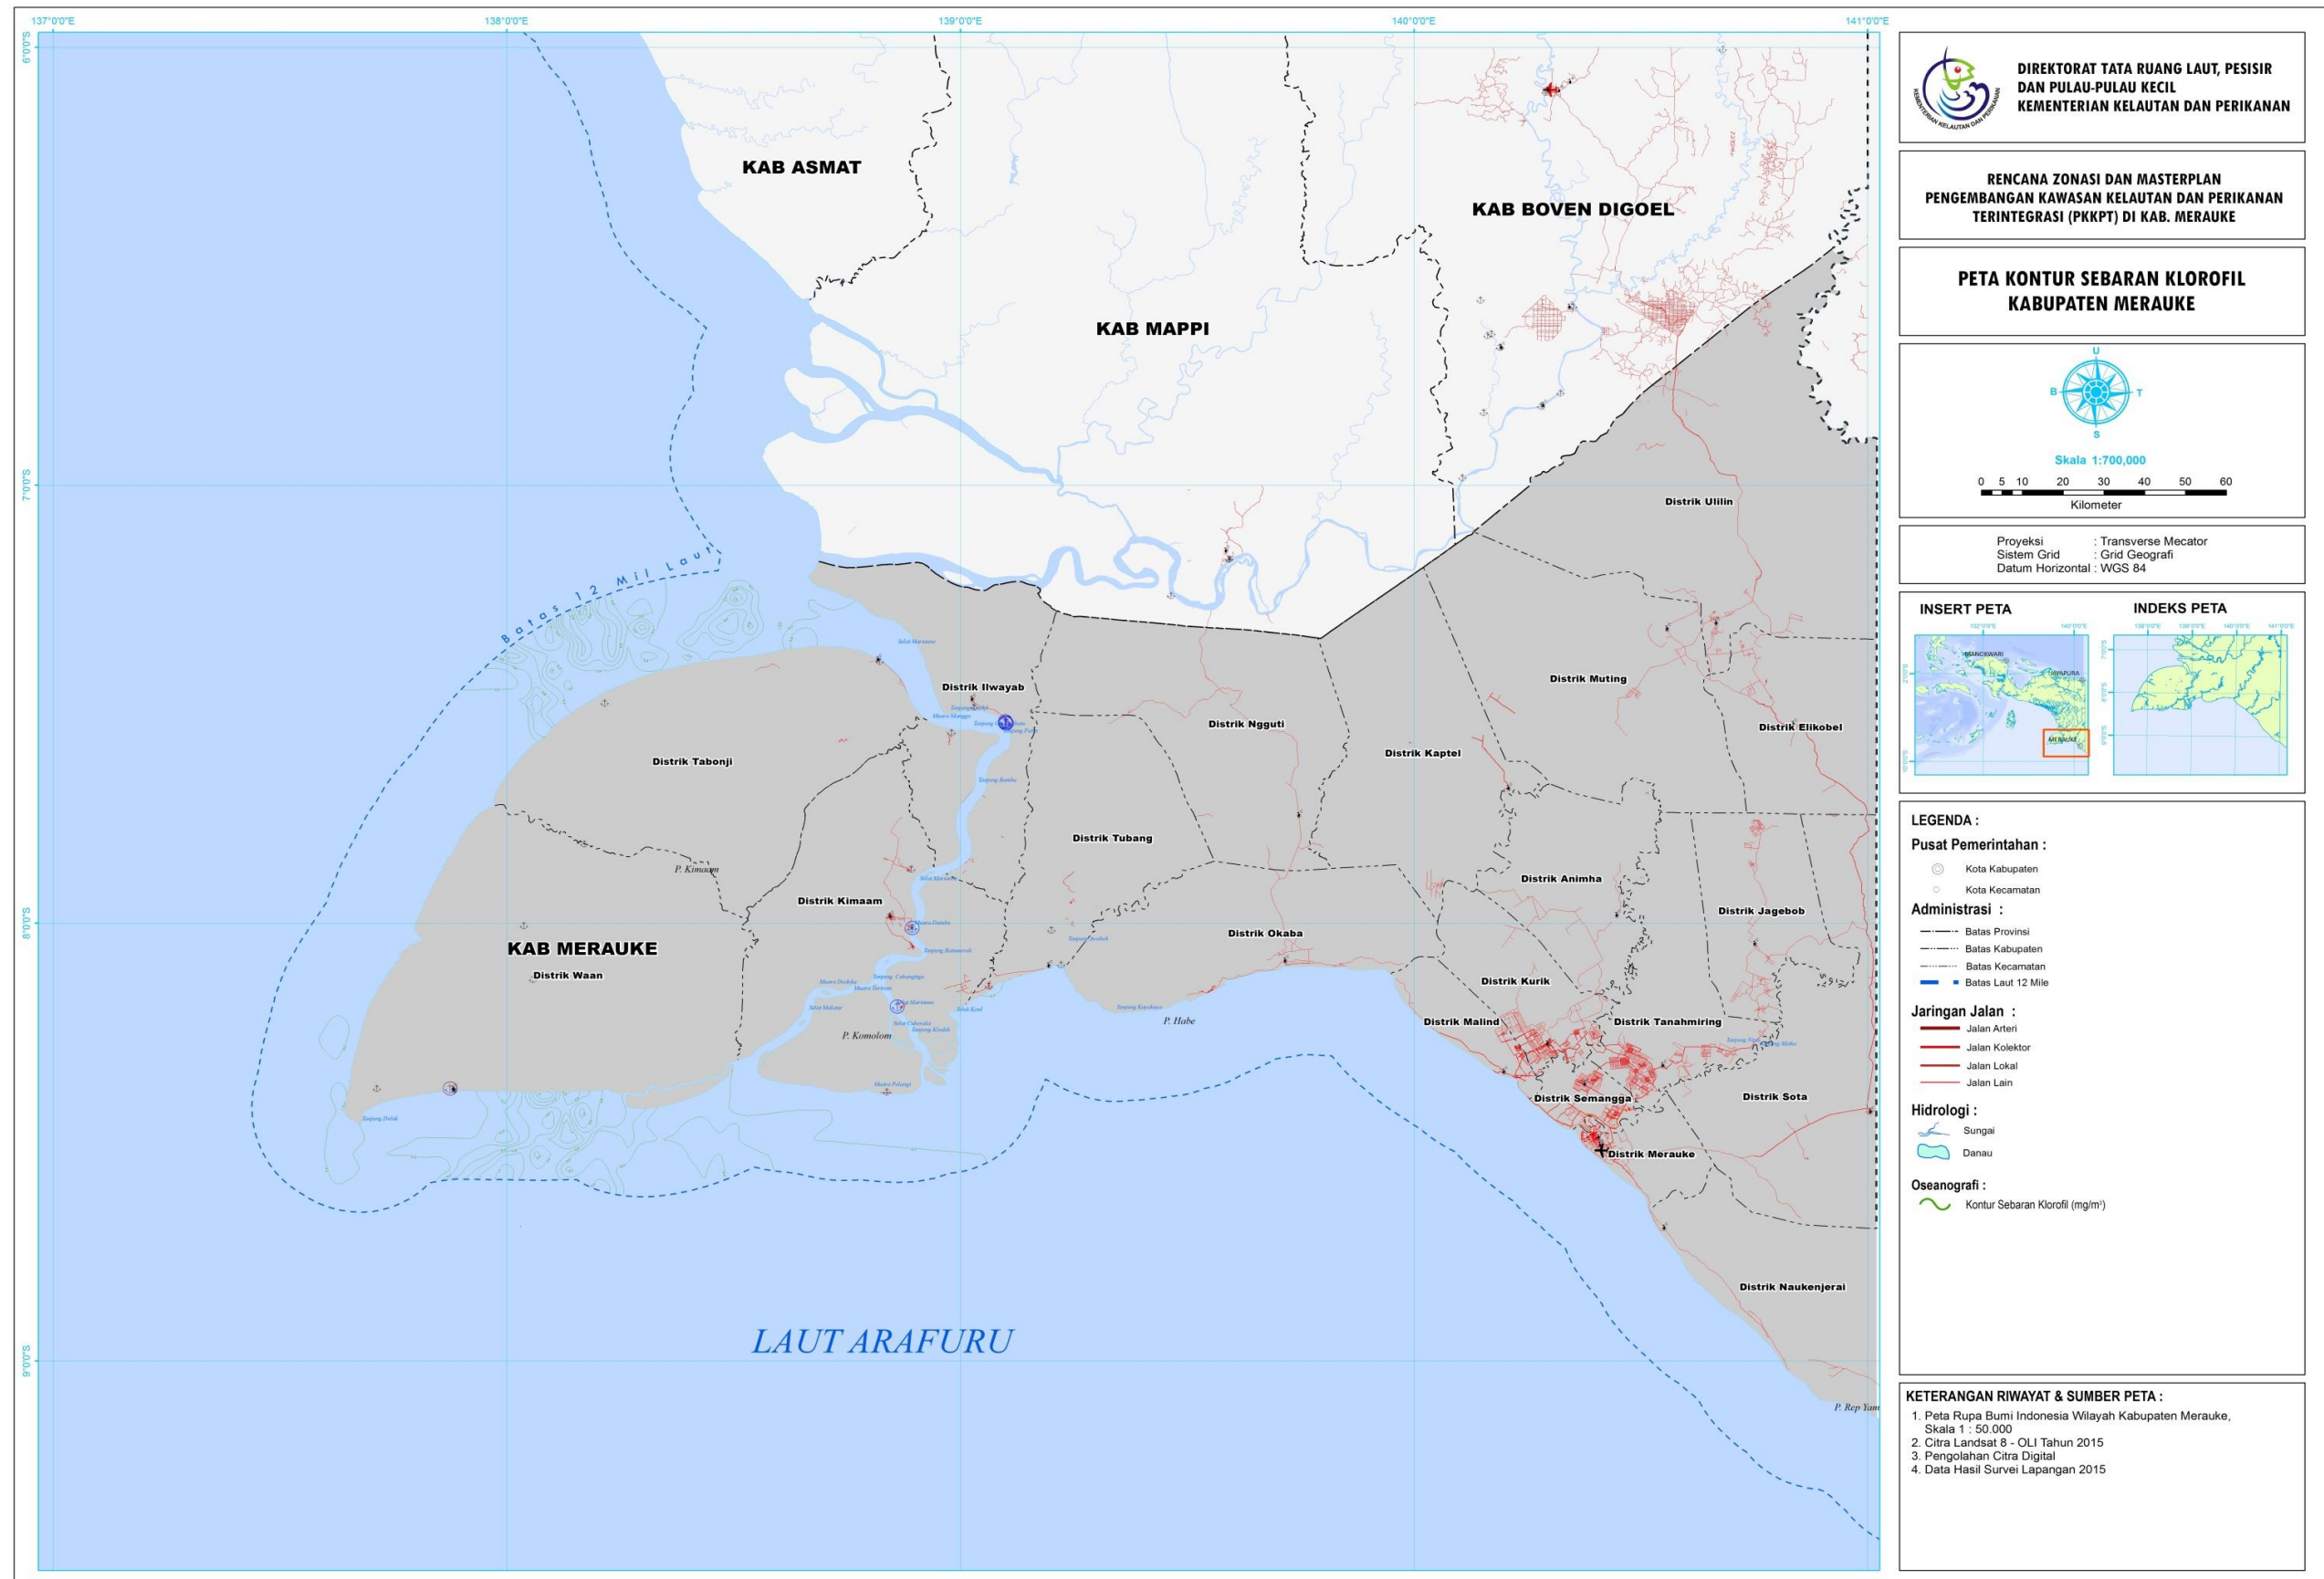 137°0'0"E
138°0'0"E
139°0'0"E
140°0'0"E
141°0'0"E
6°0'0"S
7°0'0"S
8°0'0"S
9°0'0"S
KAB ASMAT
KAB MAPPI
KAB BOVEN DIGOEL
Batas 12 Mil Laut
Distrik Ulilin
Selat Marianne
Distrik Ilwayab
Distrik Muting
Distrik Ngguti
Distrik Elikobel
Distrik Kaptel
Distrik Tabonji
Distrik Tubang
P. Kimaam
Distrik Animha
Distrik Kimaam
Distrik Jagebob
Distrik Okaba
KAB MERAUKE
Distrik Waan
Distrik Kurik
P. Habe
Distrik Malind
Distrik Tanahmiring
P. Komolom
Distrik Semangga
Distrik Sota
Distrik Merauke
Distrik Naukenjerai
LAUT ARAFURU
P. Rep Yam
KEMENTERIAN KELAUTAN DAN PERIKANAN
DIREKTORAT TATA RUANG LAUT, PESISIR
DAN PULAU-PULAU KECIL
KEMENTERIAN KELAUTAN DAN PERIKANAN
RENCANA ZONASI DAN MASTERPLAN
PENGEMBANGAN KAWASAN KELAUTAN DAN PERIKANAN
TERINTEGRASI (PKKPT) DI KAB. MERAUKE
PETA KONTUR SEBARAN KLOROFIL
KABUPATEN MERAUKE
U
B
T
S
Skala 1:700,000
0 5 10 20 30 40 50 60
Kilometer
Proyeksi : Transverse Mecator
Sistem Grid : Grid Geografi
Datum Horizontal : WGS 84
INSERT PETA
INDEKS PETA
MANOKWARI
JAYAPURA
MERAUKE
LEGENDA :
Pusat Pemerintahan :
Kota Kabupaten
Kota Kecamatan
Administrasi :
Batas Provinsi
Batas Kabupaten
Batas Kecamatan
Batas Laut 12 Mile
Jaringan Jalan :
Jalan Arteri
Jalan Kolektor
Jalan Lokal
Jalan Lain
Hidrologi :
Sungai
Danau
Oseanografi :
Kontur Sebaran Klorofil (mg/m³)
KETERANGAN RIWAYAT & SUMBER PETA :
1. Peta Rupa Bumi Indonesia Wilayah Kabupaten Merauke,
Skala 1 : 50.000
2. Citra Landsat 8 - OLI Tahun 2015
3. Pengolahan Citra Digital
4. Data Hasil Survei Lapangan 2015